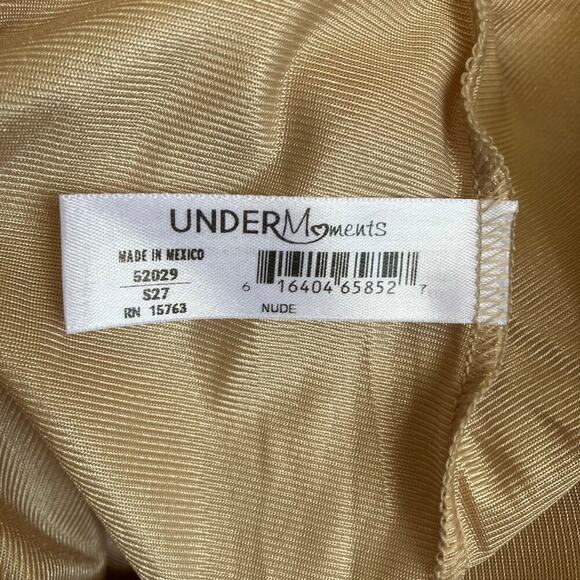 UNDERMoments
MADE IN MEXICO
52029
S27
RN 15763
6 16404 65852 7
NUDE